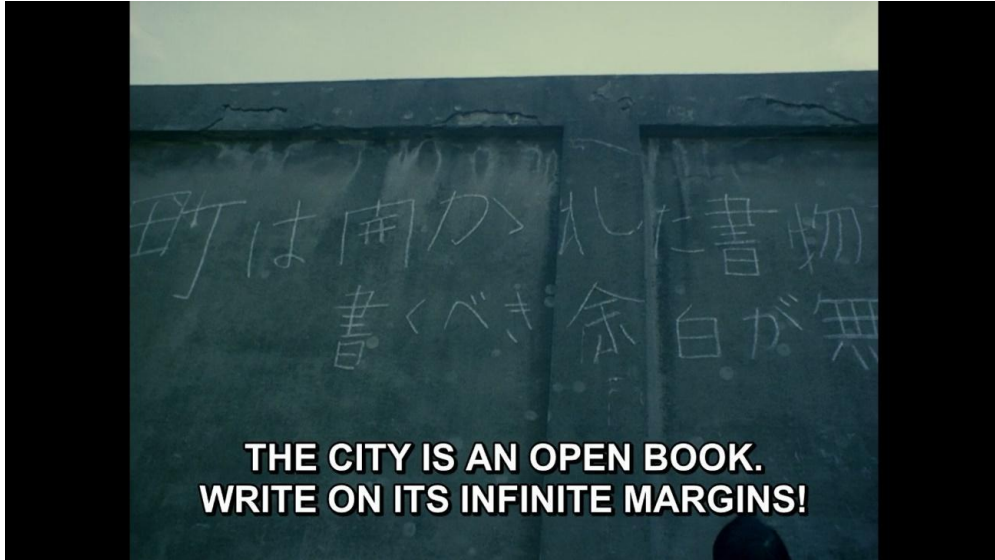 町は開かれた書物
書くべき余白が無
THE CITY IS AN OPEN BOOK.
WRITE ON ITS INFINITE MARGINS!